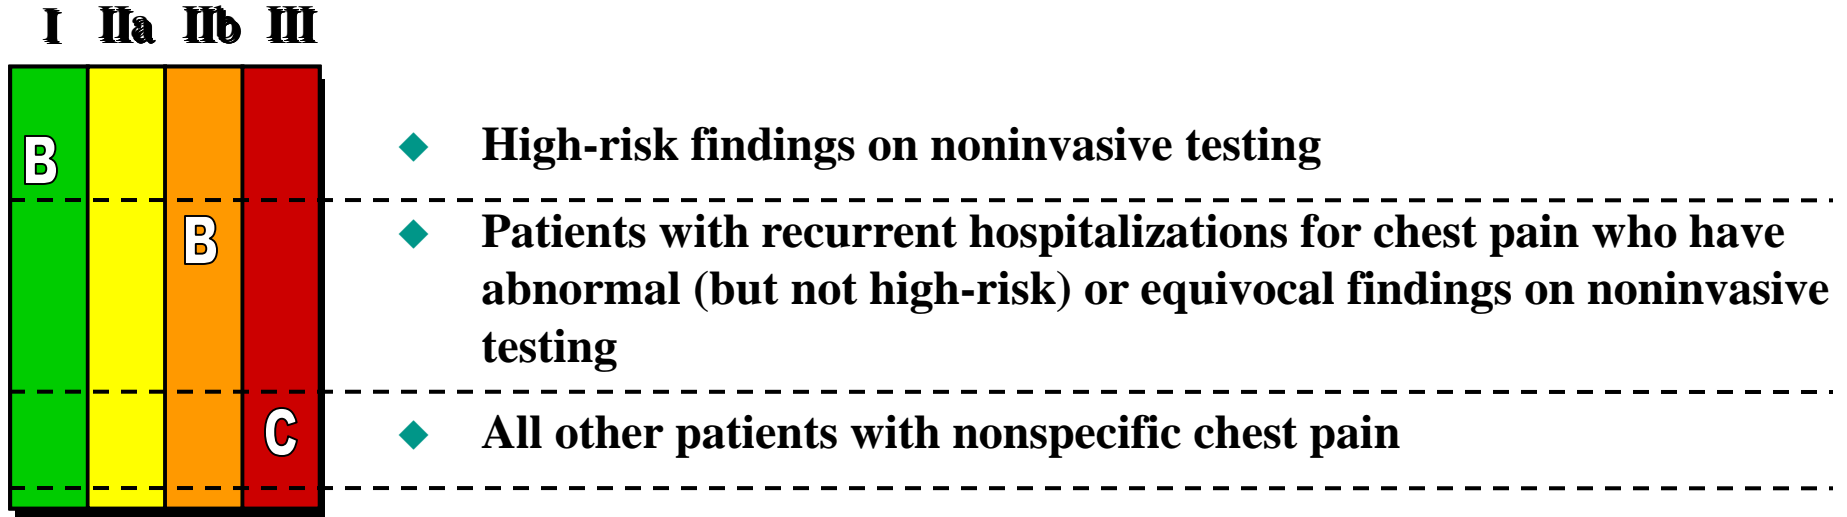 I IIa IIb III
B
High-risk findings on noninvasive testing
B
Patients with recurrent hospitalizations for chest pain who have
abnormal (but not high-risk) or equivocal findings on noninvasive
testing
C
All other patients with nonspecific chest pain